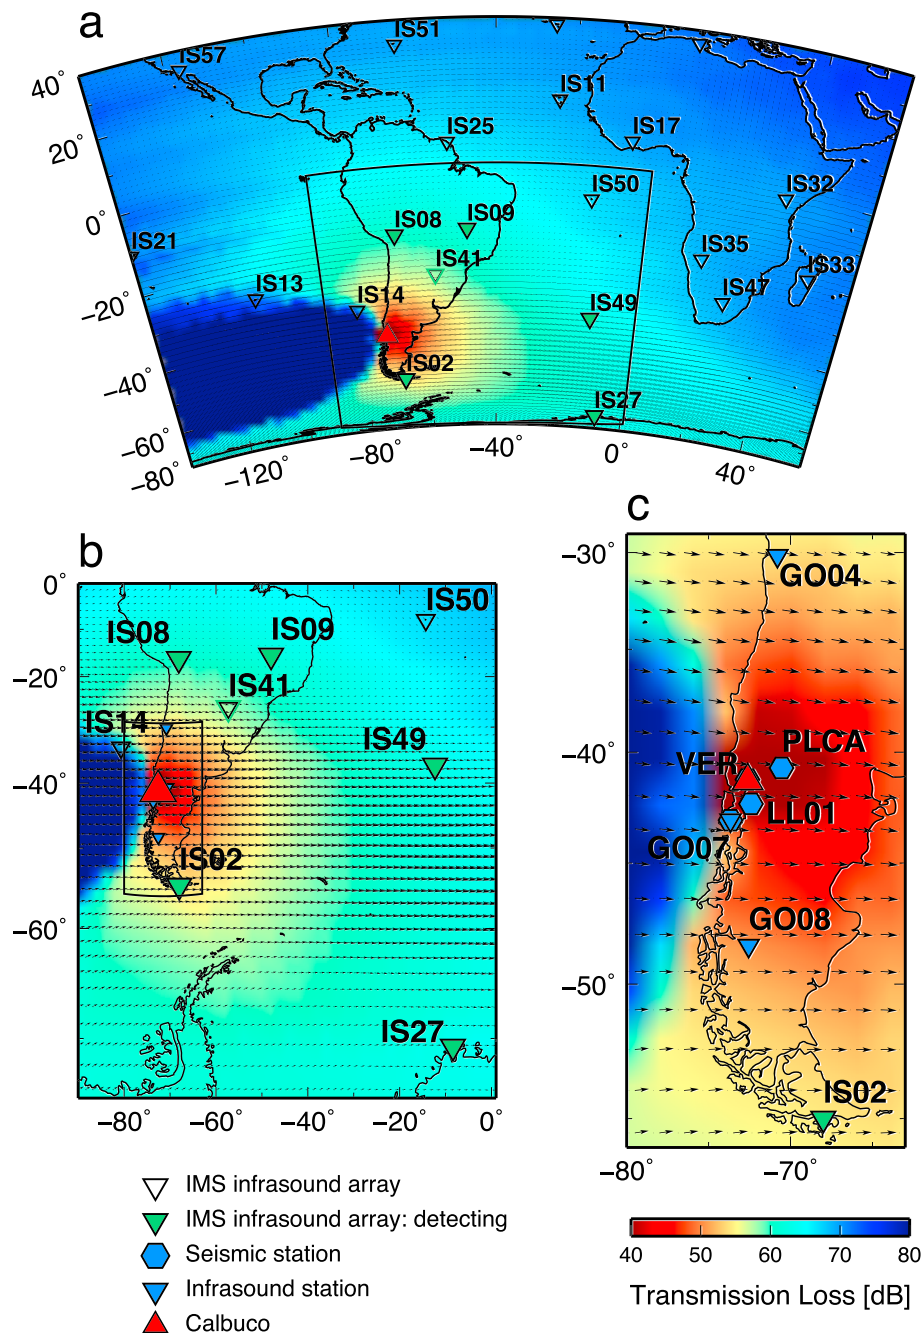 a
IS57
IS51
IS11
IS25
IS17
IS50
IS32
IS08
IS09
IS21
IS41
IS35
IS33
IS13
IS14
IS47
IS49
IS02
IS27
40°
20°
0°
−20°
−40°
−60°
−80°
−120°
−80°
−40°
0°
40°
b
0°
−20°
−40°
−60°
IS50
IS08
IS09
IS41
IS14
IS49
IS02
IS27
−80
−60
−40
−20
0
c
−30°
−40°
−50°
GO04
PLCA
VER
LL01
GO07
GO08
IS02
−80°
−70°
IMS infrasound array
IMS infrasound array: detecting
Seismic station
Infrasound station
Calbuco
40 50 60 70 80
Transmission Loss [dB]